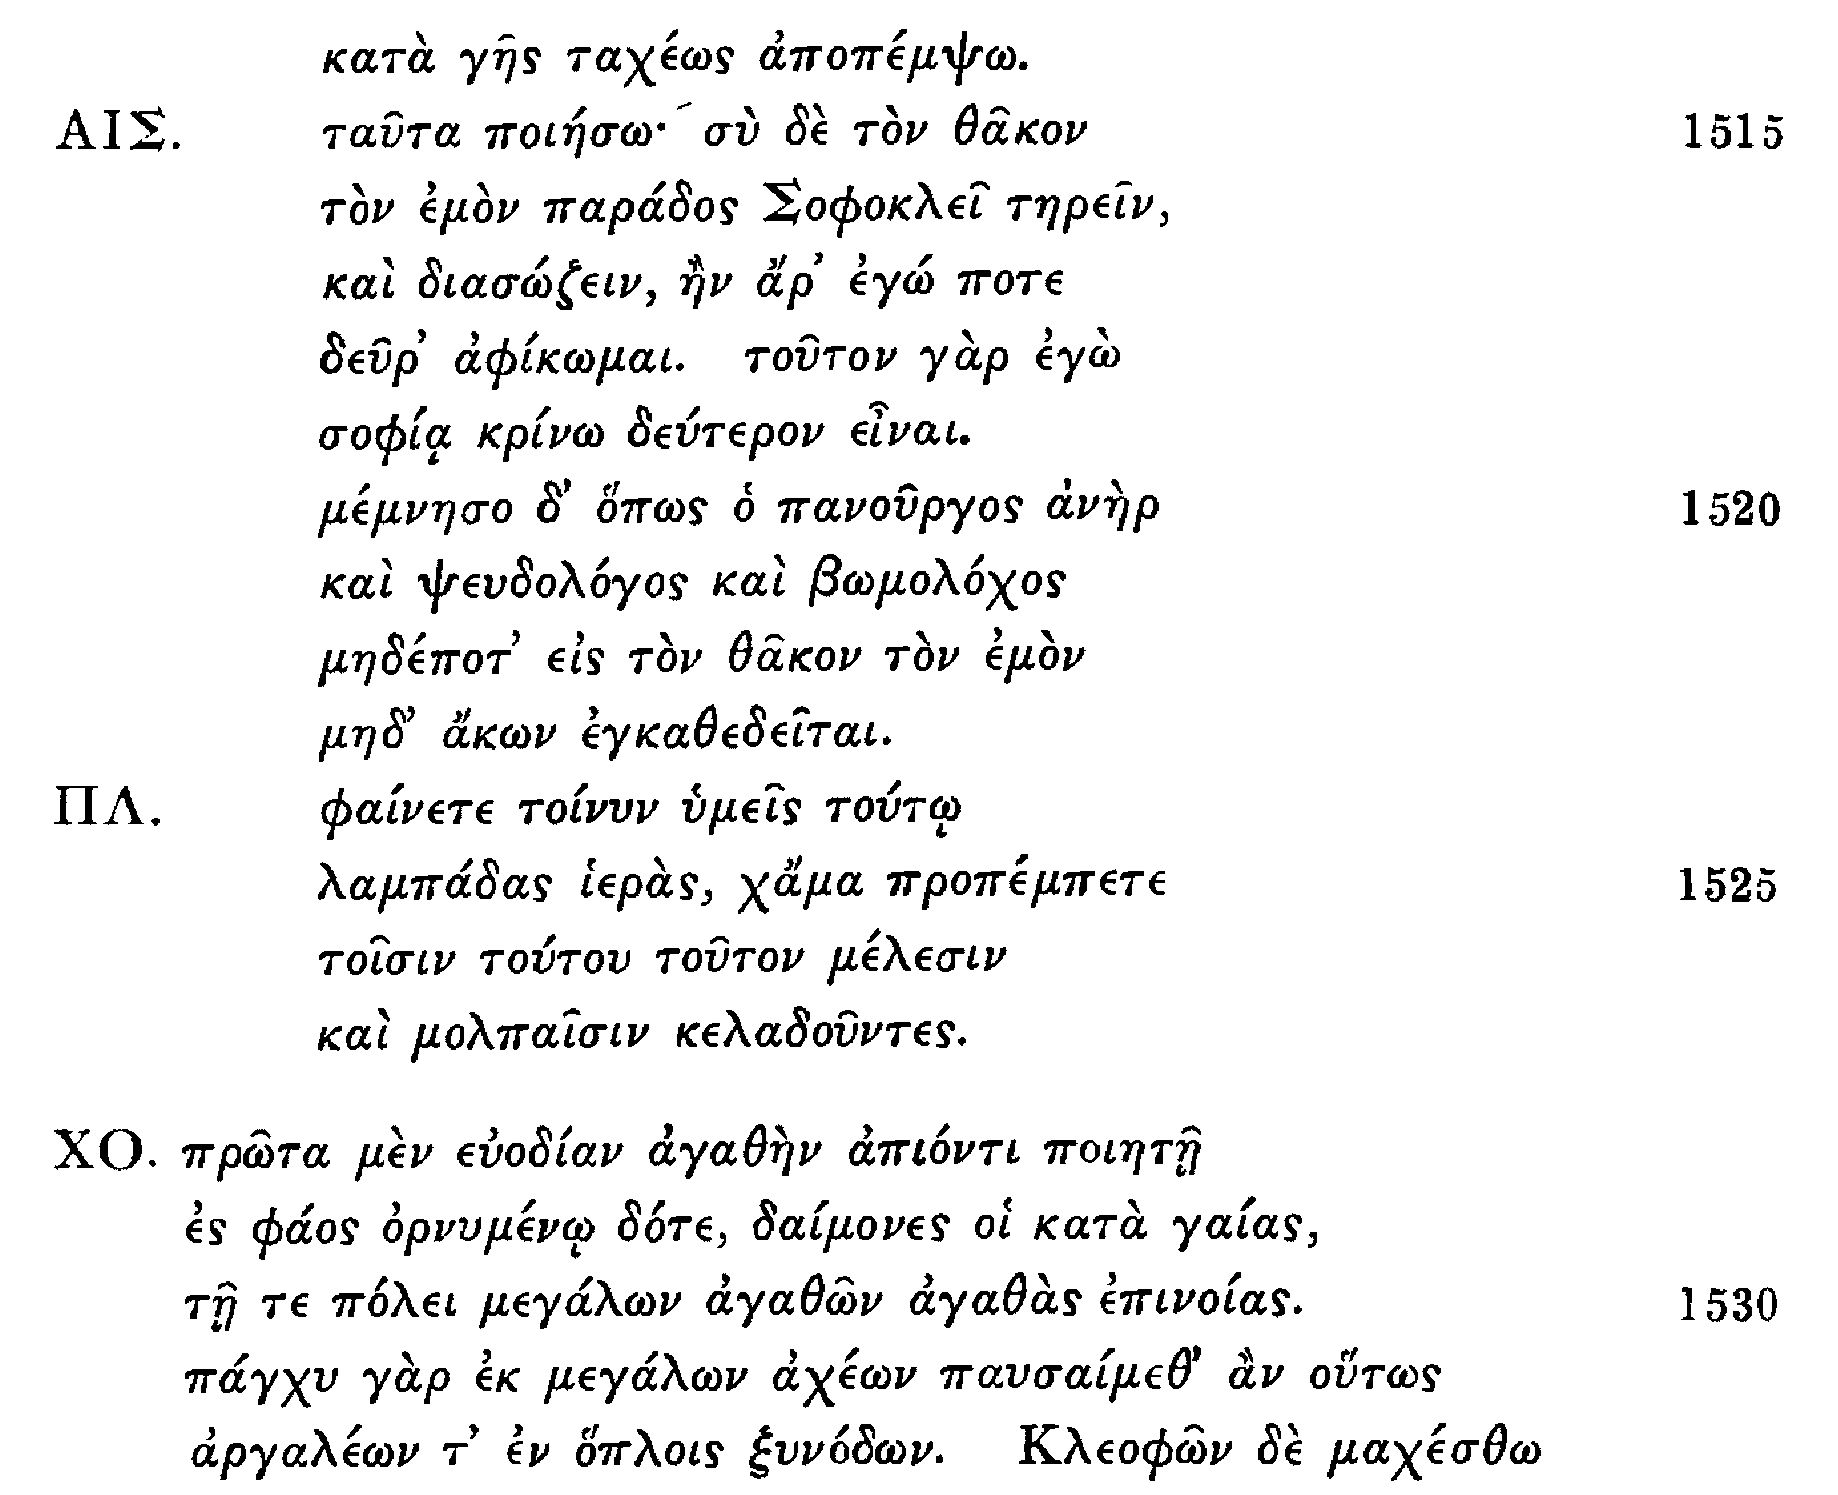 κατὰ γῆς ταχέως ἀποπέμψω.
ΑΙΣ. ταῦτα ποιήσω· σὺ δὲ τὸν θᾶκον 1515
τὸν ἐμὸν παράδος Σοφοκλεῖ τηρεῖν,
καὶ διασώζειν, ἢν ἄρ’ ἐγώ ποτε
δεῦρ’ ἀφίκωμαι. τοῦτον γὰρ ἐγὼ
σοφίᾳ κρίνω δεύτερον εἶναι.
μέμνησο δ’ ὅπως ὁ πανοῦργος ἀνὴρ 1520
καὶ ψευδολόγος καὶ βωμολόχος
μηδέποτ’ εἰς τὸν θᾶκον τὸν ἐμὸν
μηδ’ ἄκων ἐγκαθεδεῖται.
ΠΛ. φαίνετε τοίνυν ὑμεῖς τούτῳ
λαμπάδας ἱερὰς, χἄμα προπέμπετε 1525
τοῖσιν τούτου τοῦτον μέλεσιν
καὶ μολπαῖσιν κελαδοῦντες.
ΧΟ. πρῶτα μὲν εὐοδίαν ἀγαθὴν ἀπιόντι ποιητῇ
ἐς φάος ὀρνυμένῳ δότε, δαίμονες οἱ κατὰ γαίας,
τῇ τε πόλει μεγάλων ἀγαθῶν ἀγαθὰς ἐπινοίας. 1530
πάγχυ γὰρ ἐκ μεγάλων ἀχέων παυσαίμεθ’ ἂν οὕτως
ἀργαλέων τ’ ἐν ὅπλοις ξυνόδων. Κλεοφῶν δὲ μαχέσθω